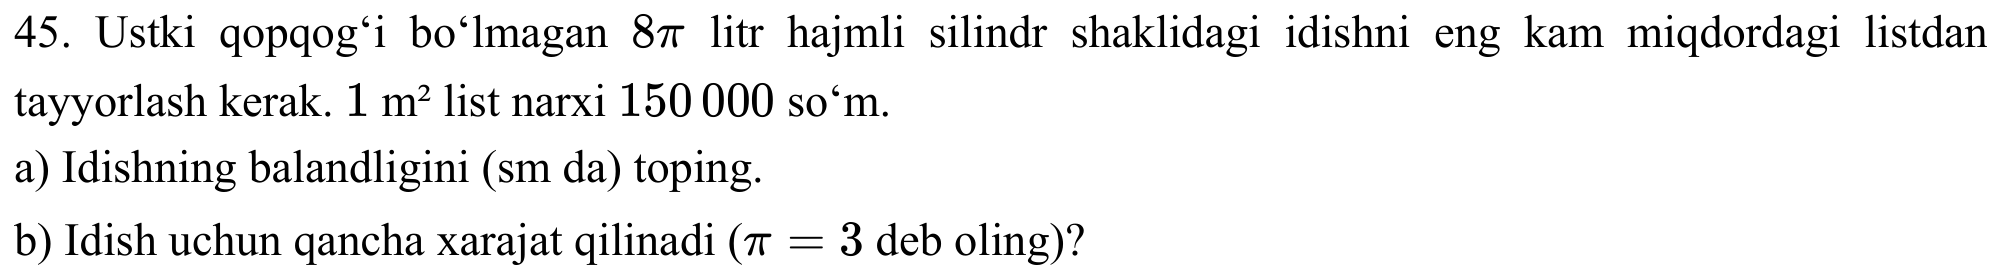 45. Ustki qopqog‘i bo‘lmagan 8π litr hajmli silindr shaklidagi idishni eng kam miqdordagi listdan
tayyorlash kerak. 1 m² list narxi 150 000 so‘m.
a) Idishning balandligini (sm da) toping.
b) Idish uchun qancha xarajat qilinadi (π = 3 deb oling)?